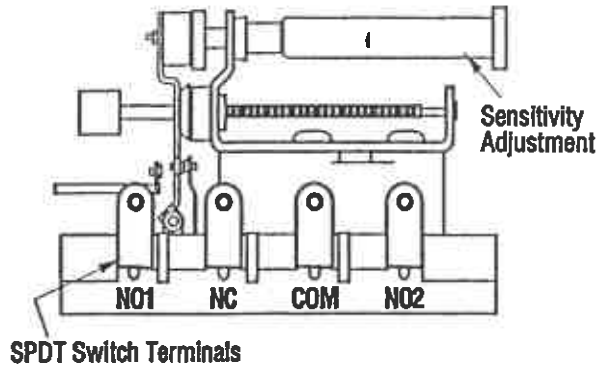 Sensitivity
Adjustment
NO1 NC COM NO2
SPDT Switch Terminals